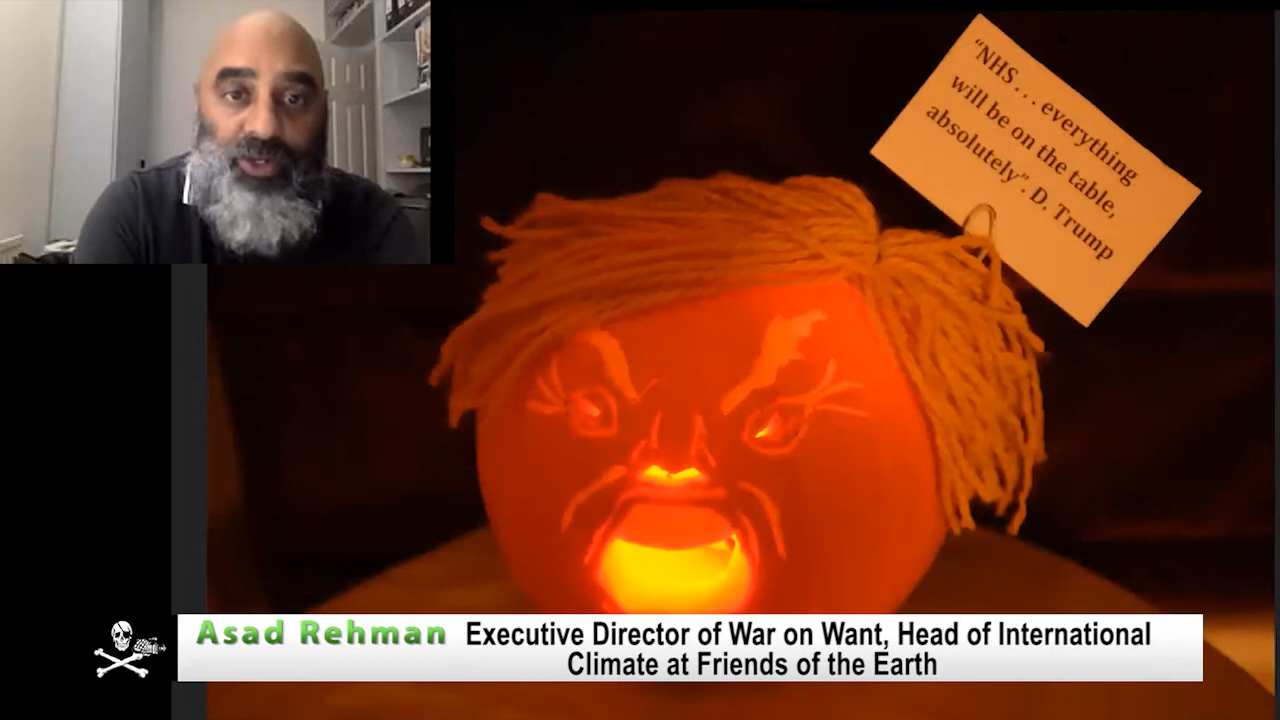 “NHS... everything
will be on the table,
absolutely”. D. Trump
Asad Rehman Executive Director of War on Want, Head of International
Climate at Friends of the Earth